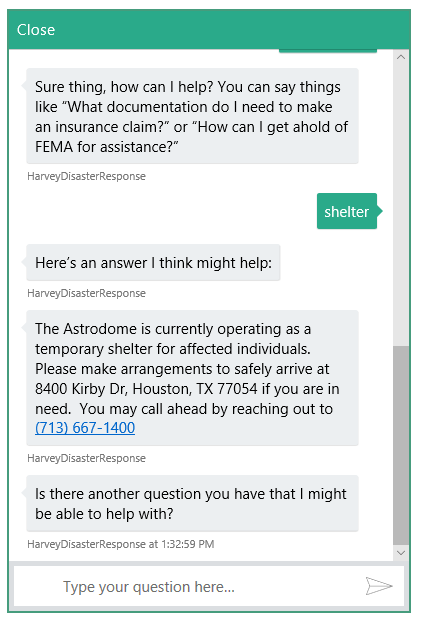 Close
Sure thing, how can I help? You can say things
like “What documentation do I need to make
an insurance claim?” or “How can I get ahold of
FEMA for assistance?”
HarveyDisasterResponse
shelter
Here’s an answer I think might help:
HarveyDisasterResponse
The Astrodome is currently operating as a
temporary shelter for affected individuals.
Please make arrangements to safely arrive at
8400 Kirby Dr, Houston, TX 77054 if you are in
need.  You may call ahead by reaching out to
(713) 667-1400
HarveyDisasterResponse
Is there another question you have that I might
be able to help with?
HarveyDisasterResponse at 1:32:59 PM
Type your question here...